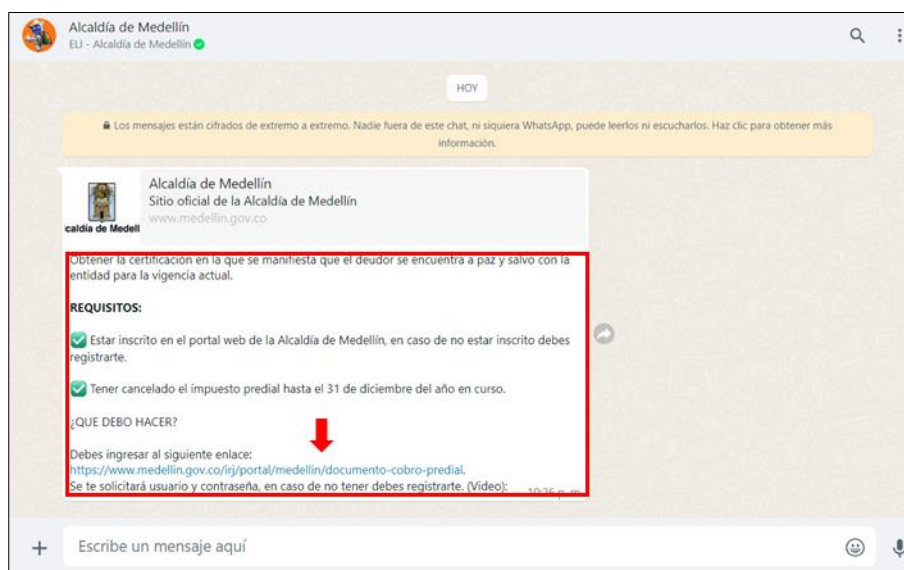 Alcaldía de Medellín
ELI - Alcaldía de Medellín
HOY
Los mensajes están cifrados de extremo a extremo. Nadie fuera de este chat, ni siquiera WhatsApp, puede leerlos ni escucharlos. Haz clic para obtener más
información.
Alcaldía de Medellín
Sitio oficial de la Alcaldía de Medellín
www.medellin.gov.co
caldía de Medell
Obtener la certificación en la que se manifiesta que el deudor se encuentra a paz y salvo con la
entidad para la vigencia actual.
REQUISITOS:
✅ Estar inscrito en el portal web de la Alcaldía de Medellín, en caso de no estar inscrito debes
registrarte.
✅ Tener cancelado el impuesto predial hasta el 31 de diciembre del año en curso.
¿QUE DEBO HACER?
Debes ingresar al siguiente enlace:
https://www.medellin.gov.co/irj/portal/medellin/documento-cobro-predial.
Se te solicitará usuario y contraseña, en caso de no tener debes registrarte. (Video):
Escribe un mensaje aquí